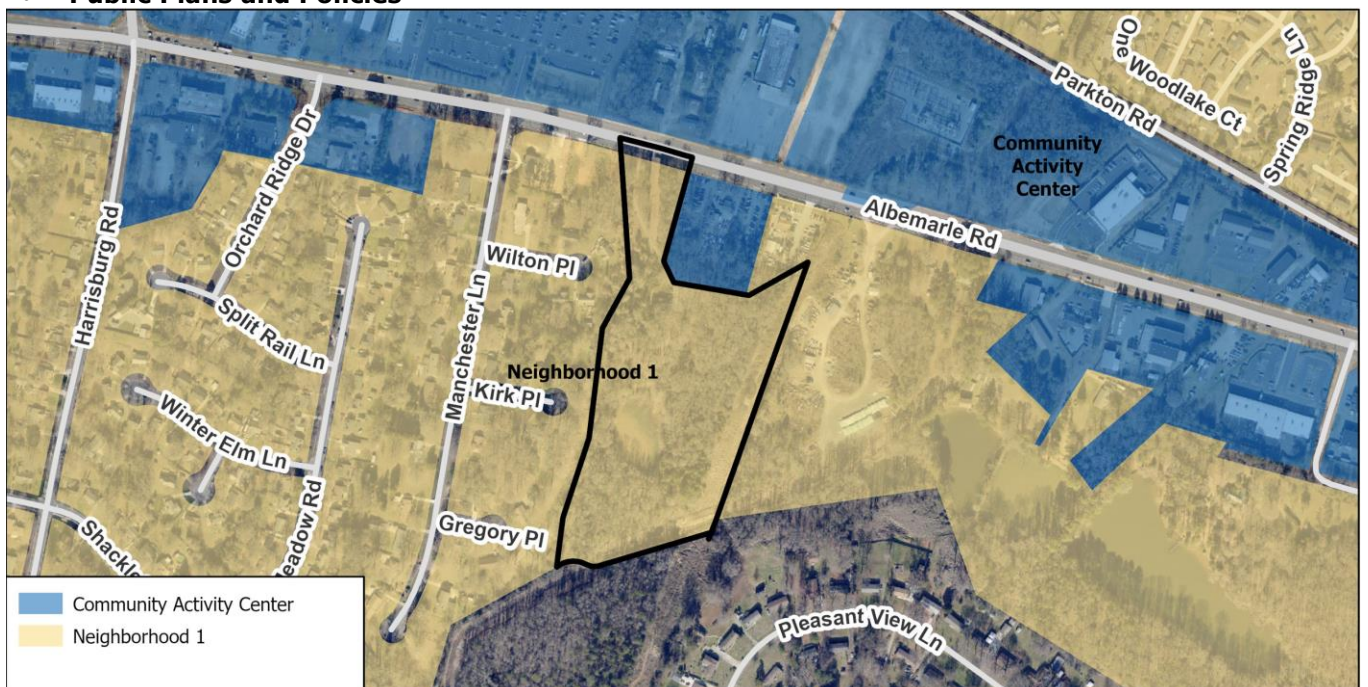 Public Plans and Policies
One Woodlake Ct
Spring Ridge Ln
Parkton Rd
Community
Activity
Center
Orchard Ridge Dr
Harrisburg Rd
Albemarle Rd
Wilton Pl
Manchester Ln
Split Rail Ln
Neighborhood 1
Kirk Pl
Winter Elm Ln
Gregory Pl
Pleasant View Ln
Community Activity Center
Neighborhood 1